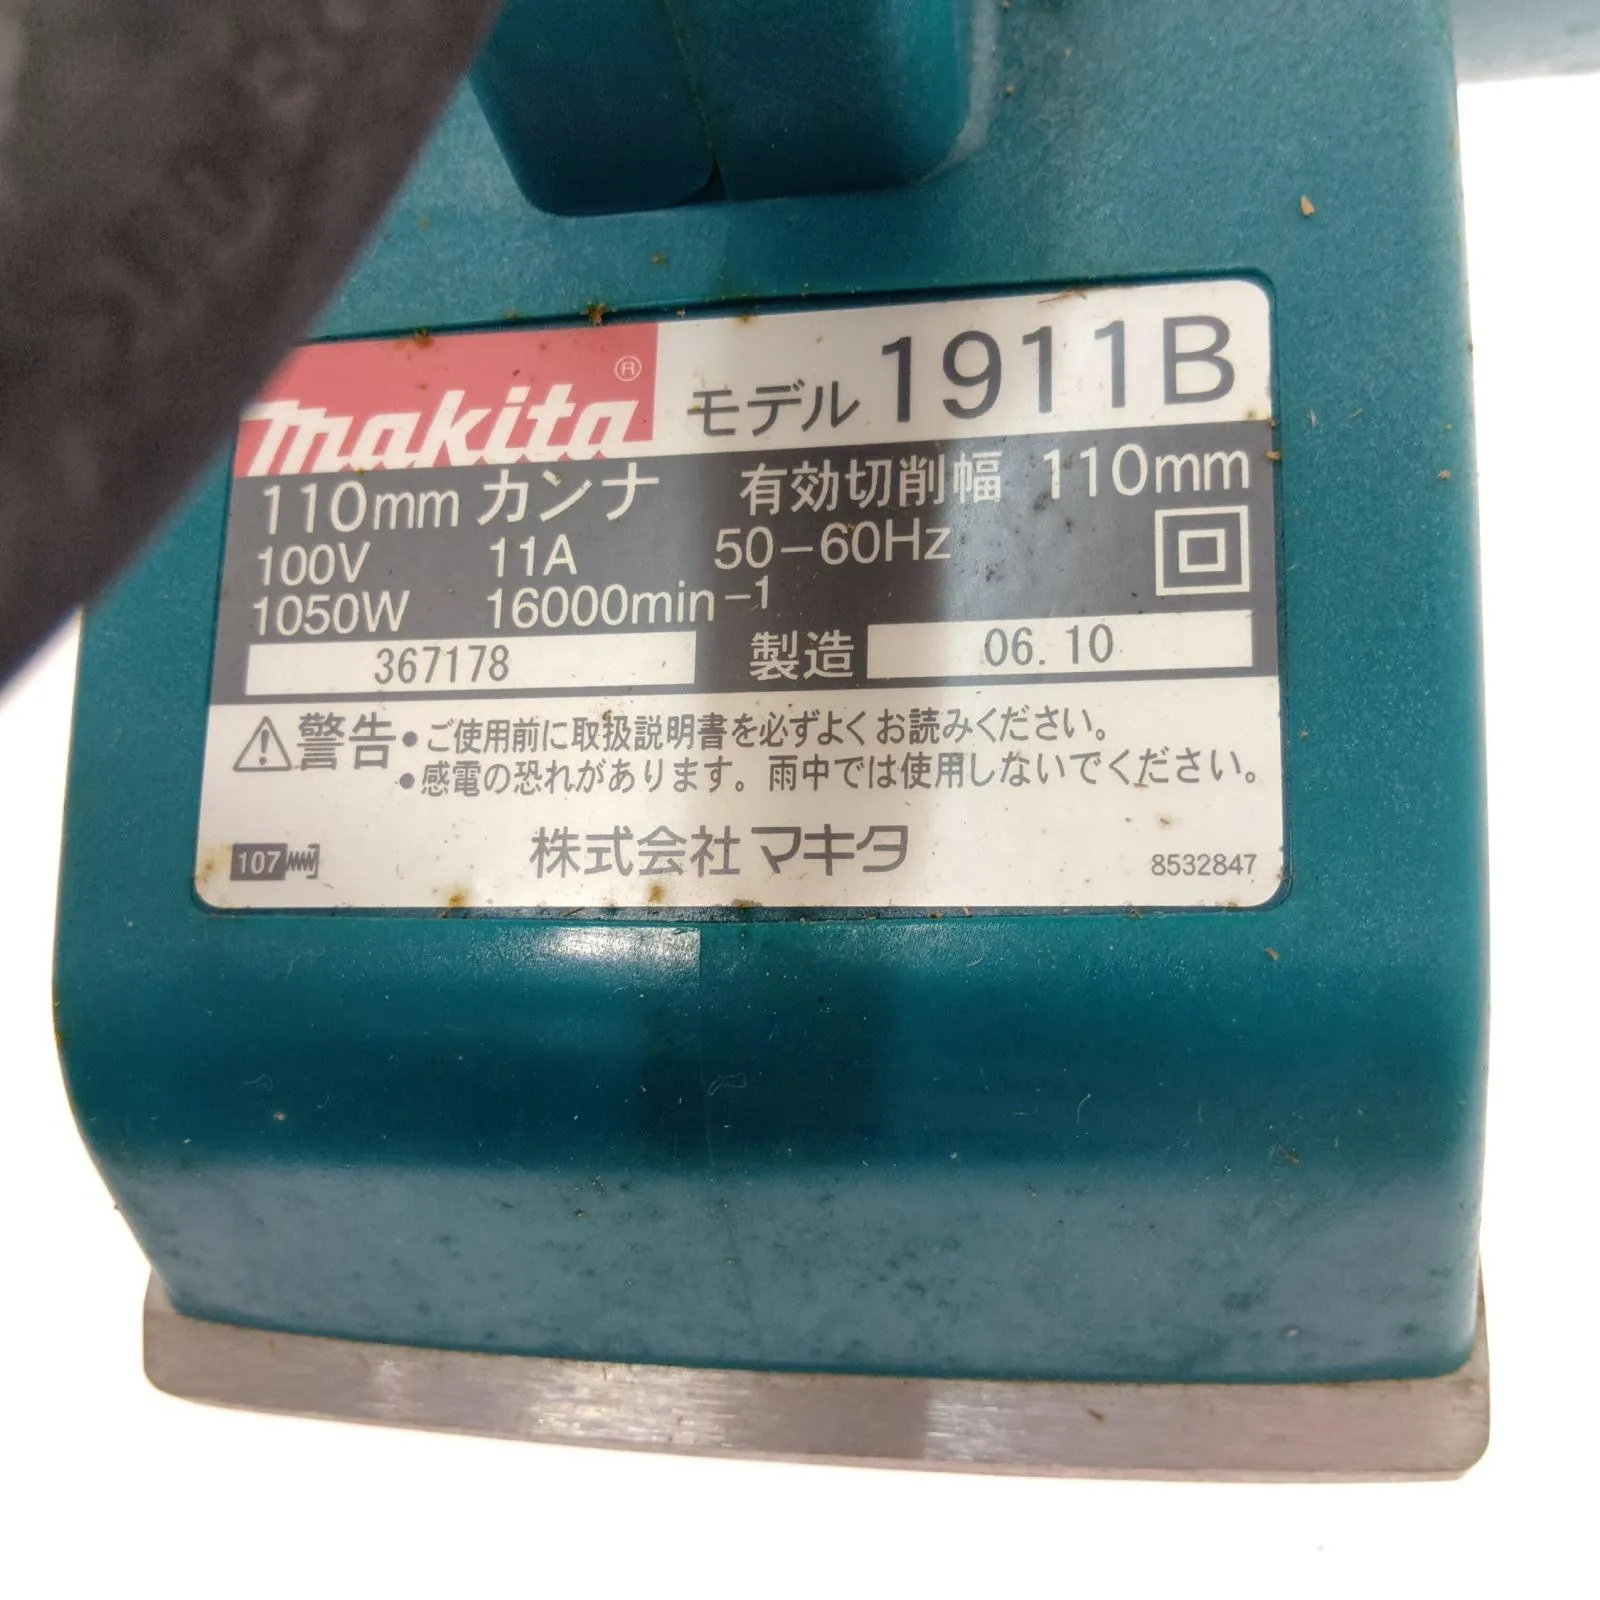 makita® モデル 1911B
110mm カンナ 有効切削幅 110mm
100V 11A 50-60Hz
1050W 16000min-1
367178 製造 06.10
警告 • ご使用前に取扱説明書を必ずよくお読みください。
• 感電の恐れがあります。雨中では使用しないでください。
107 株式会社マキタ 8532847